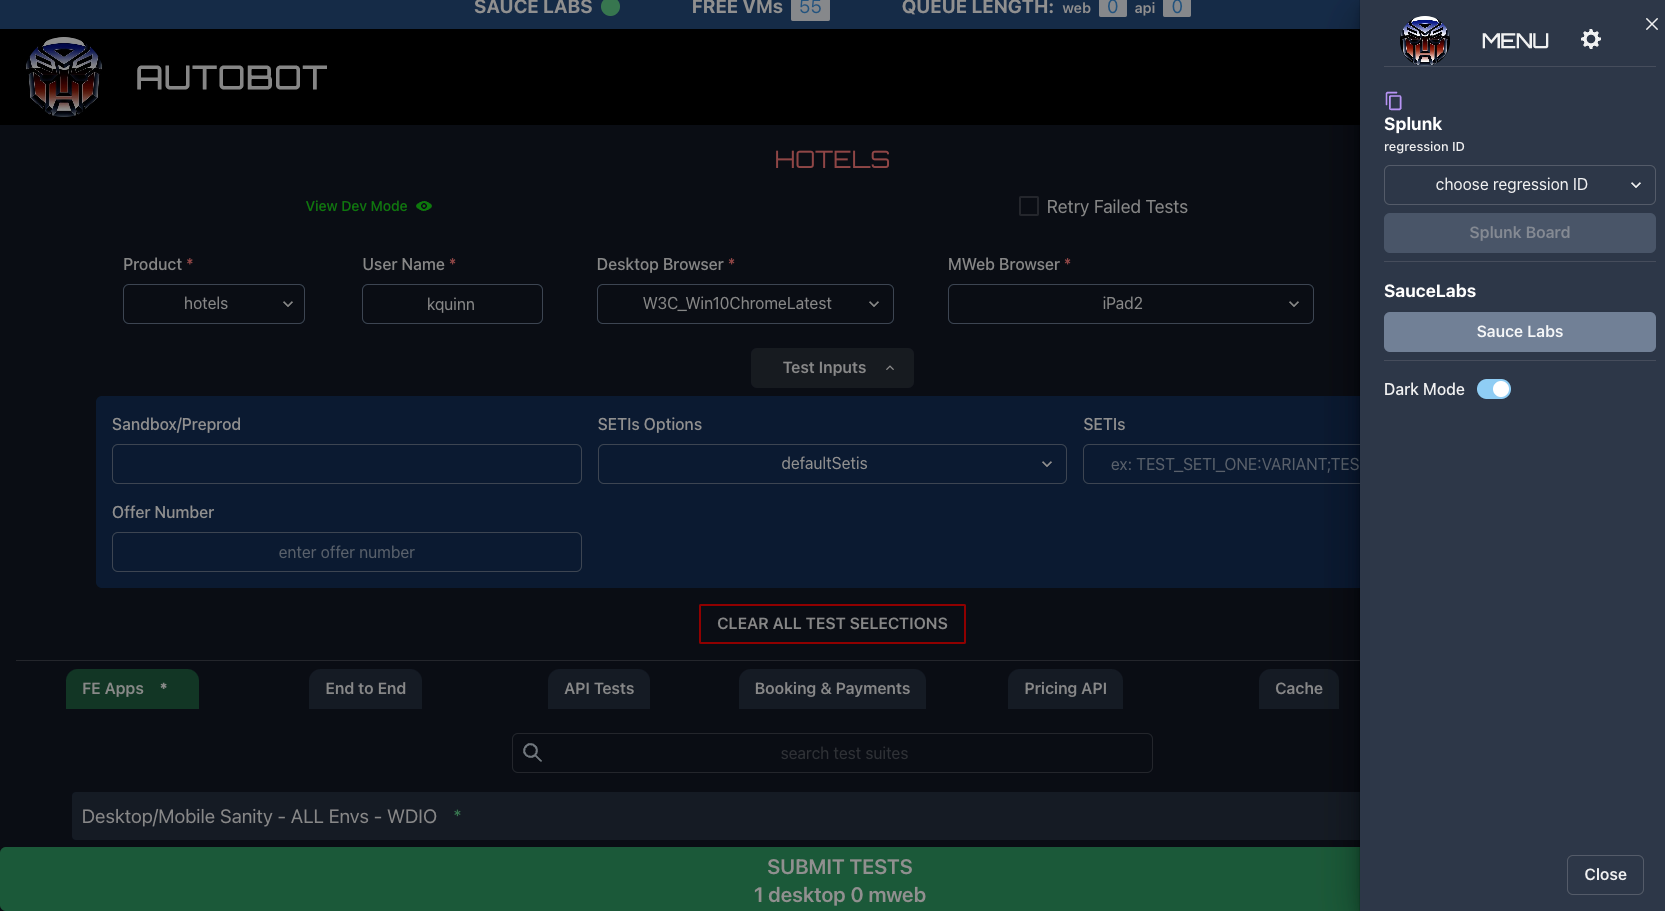 SAUCE LABS FREE VMs 55 QUEUE LENGTH: web 0 api 0
AUTOBOT
HOTELS
View Dev Mode
Retry Failed Tests
Product * User Name * Desktop Browser * MWeb Browser *
hotels kquinn W3C_Win10ChromeLatest iPad2
Test Inputs
Sandbox/Preprod SETIs Options SETIs
defaultSetis ex: TEST_SETI_ONE:VARIANT;TES
Offer Number
enter offer number
CLEAR ALL TEST SELECTIONS
FE Apps * End to End API Tests Booking & Payments Pricing API Cache
search test suites
Desktop/Mobile Sanity - ALL Envs - WDIO *
SUBMIT TESTS
1 desktop 0 mweb
MENU
Splunk
regression ID
choose regression ID
Splunk Board
SauceLabs
Sauce Labs
Dark Mode
Close